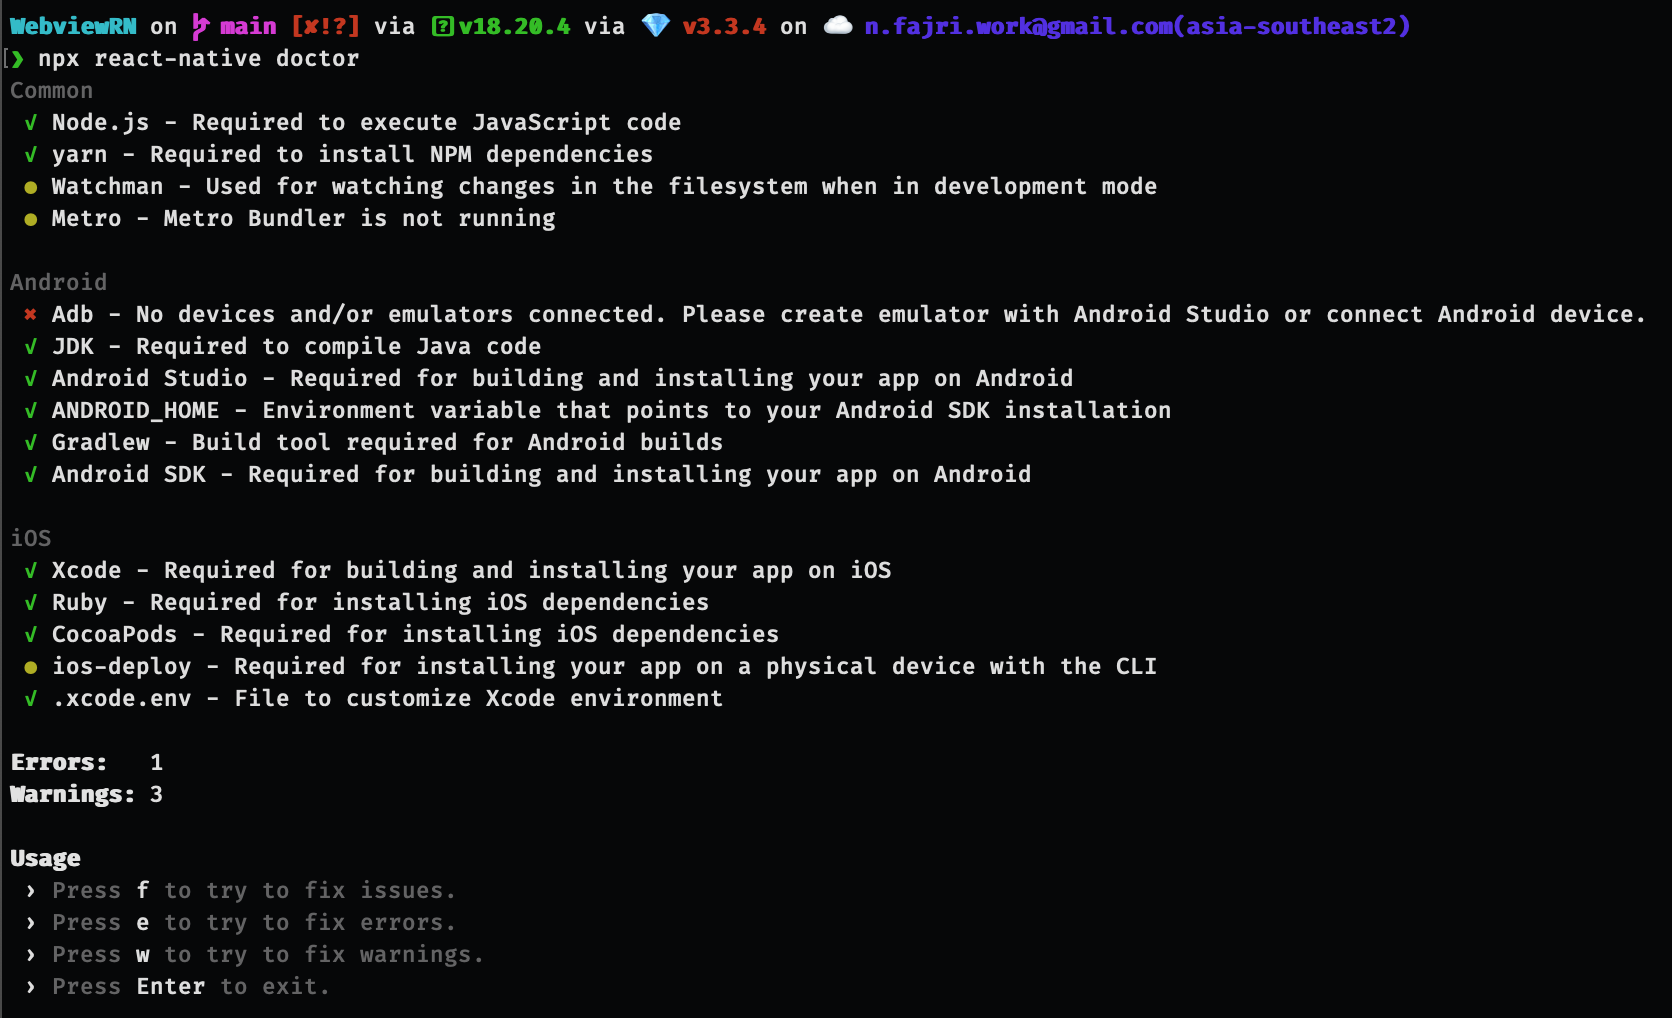 WebviewRN on main [✘!?] via v18.20.4 via 💎 v3.3.4 on ☁️ n.fajri.work@gmail.com(asia-southeast2)
[❯ npx react-native doctor
Common
✓ Node.js - Required to execute JavaScript code
✓ yarn - Required to install NPM dependencies
● Watchman - Used for watching changes in the filesystem when in development mode
● Metro - Metro Bundler is not running
Android
✖ Adb - No devices and/or emulators connected. Please create emulator with Android Studio or connect Android device.
✓ JDK - Required to compile Java code
✓ Android Studio - Required for building and installing your app on Android
✓ ANDROID_HOME - Environment variable that points to your Android SDK installation
✓ Gradlew - Build tool required for Android builds
✓ Android SDK - Required for building and installing your app on Android
iOS
✓ Xcode - Required for building and installing your app on iOS
✓ Ruby - Required for installing iOS dependencies
✓ CocoaPods - Required for installing iOS dependencies
● ios-deploy - Required for installing your app on a physical device with the CLI
✓ .xcode.env - File to customize Xcode environment
Errors: 1
Warnings: 3
Usage
› Press f to try to fix issues.
› Press e to try to fix errors.
› Press w to try to fix warnings.
› Press Enter to exit.